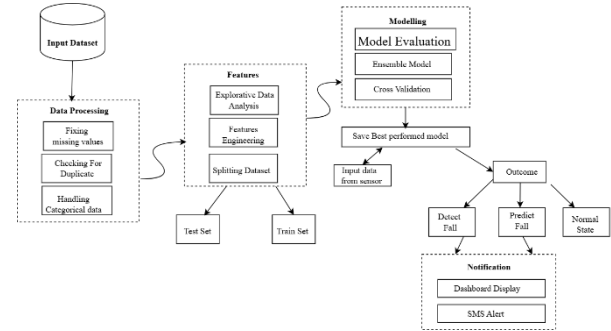 Input Dataset
Data Processing
Fixing
missing values
Checking For
Duplicate
Handling
Categorical data
Features
Explorative Data
Analysis
Features
Engineering
Splitting Dataset
Test Set
Train Set
Modelling
Model Evaluation
Ensemble Model
Cross Validation
Save Best performed model
Input data
from sensor
Outcome
Detect
Fall
Predict
Fall
Normal
State
Notification
Dashboard Display
SMS Alert